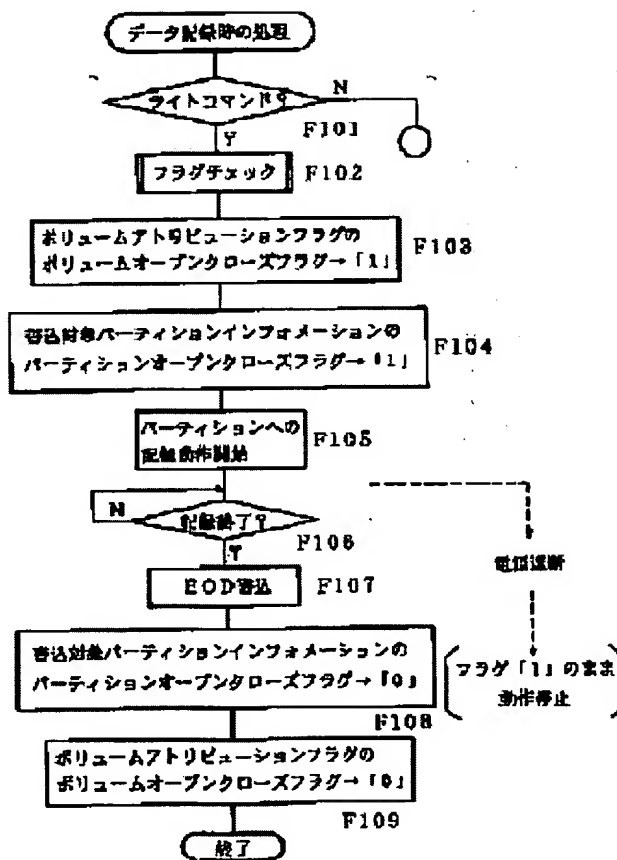 データ記録時の処理
ライトコマンド?
N
F101
Y
フラグチェック
F102
ボリュームアトリビューションフラグの
ボリュームオープンクローズフラグ→「1」
F103
書込対象パーティションインフォメーションの
パーティションオープンクローズフラグ→「1」
F104
パーティションへの
記録動作開始
F105
N
記録終了?
F106
Y
電源遮断
EOD書込
F107
書込対象パーティションインフォメーションの
パーティションオープンクローズフラグ→「0」
フラグ「1」のまま
動作停止
F108
ボリュームアトリビューションフラグの
ボリュームオープンクローズフラグ→「0」
F109
終了